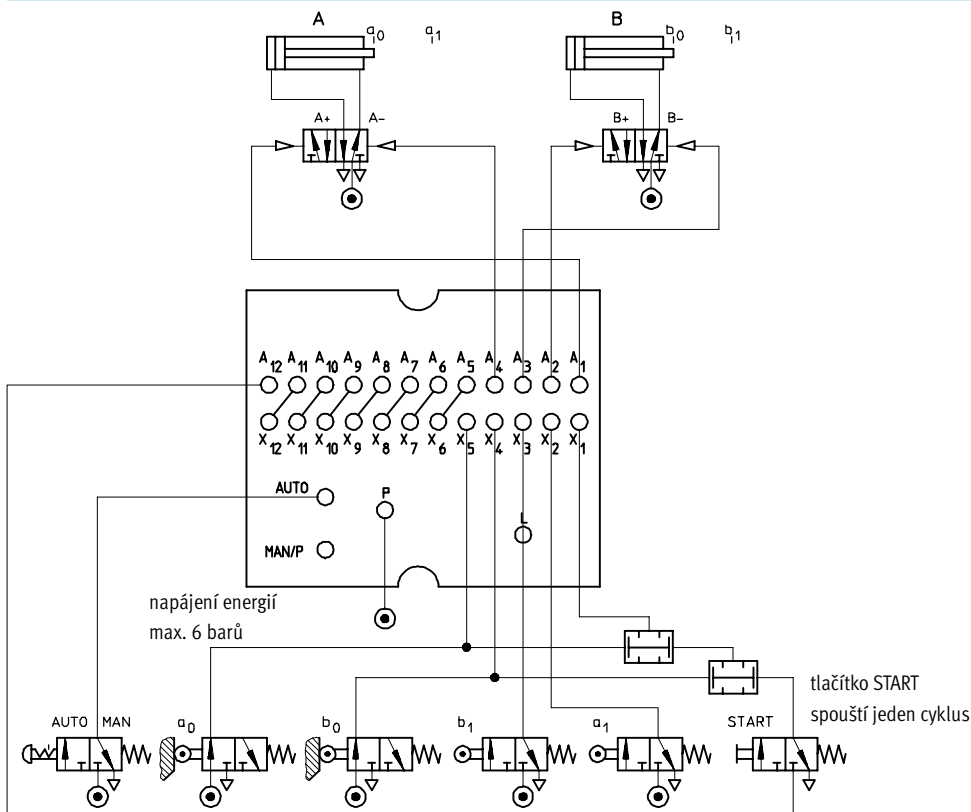 A a0 a1 B b0 b1
A+ A- B+ B-
A12 A11 A10 A9 A8 A7 A6 A5 A4 A3 A2 A1
X12 X11 X10 X9 X8 X7 X6 X5 X4 X3 X2 X1
AUTO P L
MAN/P
napájení energií
max. 6 barů
tlačítko START
spouští jeden cyklus
AUTO MAN a0 b0 b1 a1 START